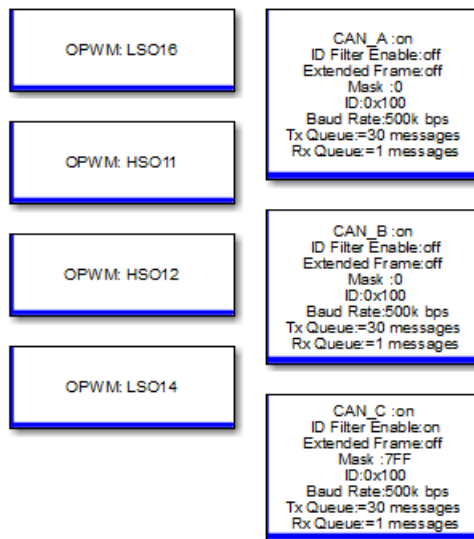 OPWM: LSO16
OPWM: HSO11
OPWM: HSO12
OPWM: LSO14
CAN_A :on
ID Filter Enable:off
Extended Frame:off
Mask :0
ID:0x100
Baud Rate:500k bps
Tx Queue:=30 messages
Rx Queue:=1 messages
CAN_B :on
ID Filter Enable:off
Extended Frame:off
Mask :0
ID:0x100
Baud Rate:500k bps
Tx Queue:=30 messages
Rx Queue:=1 messages
CAN_C :on
ID Filter Enable:on
Extended Frame:off
Mask :7FF
ID:0x100
Baud Rate:500k bps
Tx Queue:=30 messages
Rx Queue:=1 messages